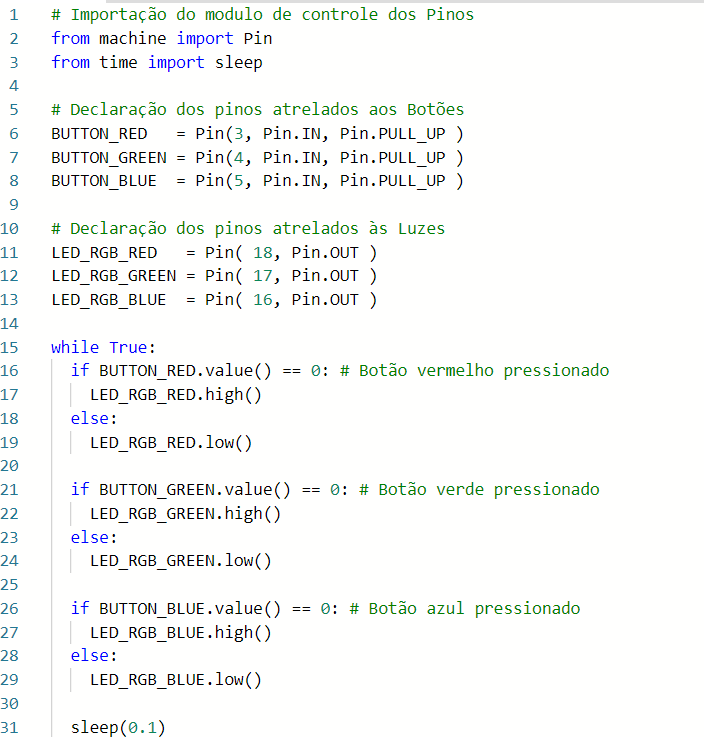 1 # Importação do modulo de controle dos Pinos
2 from machine import Pin
3 from time import sleep
4
5 # Declaração dos pinos atrelados aos Botões
6 BUTTON_RED   = Pin(3, Pin.IN, Pin.PULL_UP )
7 BUTTON_GREEN = Pin(4, Pin.IN, Pin.PULL_UP )
8 BUTTON_BLUE  = Pin(5, Pin.IN, Pin.PULL_UP )
9
10 # Declaração dos pinos atrelados às Luzes
11 LED_RGB_RED   = Pin( 18, Pin.OUT )
12 LED_RGB_GREEN = Pin( 17, Pin.OUT )
13 LED_RGB_BLUE  = Pin( 16, Pin.OUT )
14
15 while True:
16   if BUTTON_RED.value() == 0: # Botão vermelho pressionado
17     LED_RGB_RED.high()
18   else:
19     LED_RGB_RED.low()
20
21   if BUTTON_GREEN.value() == 0: # Botão verde pressionado
22     LED_RGB_GREEN.high()
23   else:
24     LED_RGB_GREEN.low()
25
26   if BUTTON_BLUE.value() == 0: # Botão azul pressionado
27     LED_RGB_BLUE.high()
28   else:
29     LED_RGB_BLUE.low()
30
31   sleep(0.1)